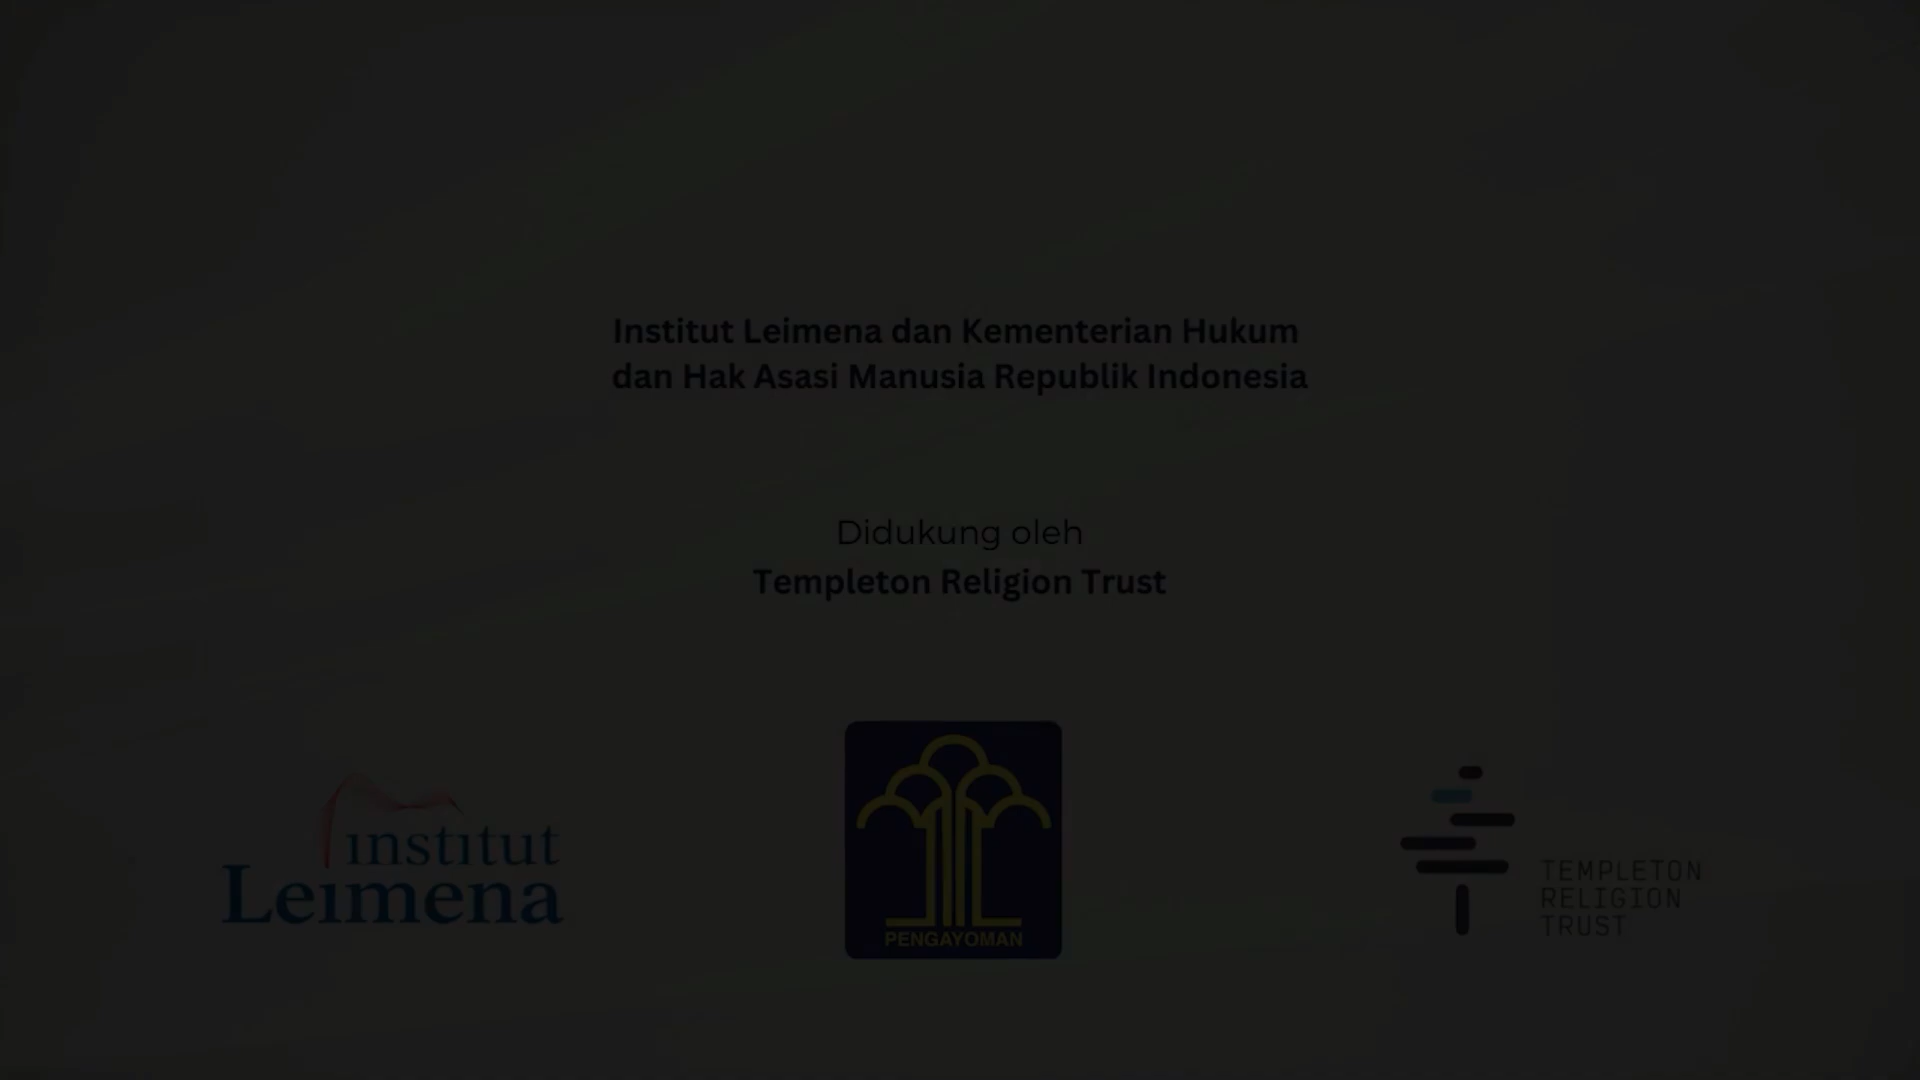 Institut Leimena dan Kementerian Hukum
dan Hak Asasi Manusia Republik Indonesia
Didukung oleh
Templeton Religion Trust
institut
Leimena
PENGAYOMAN
TEMPLETON
RELIGION
TRUST